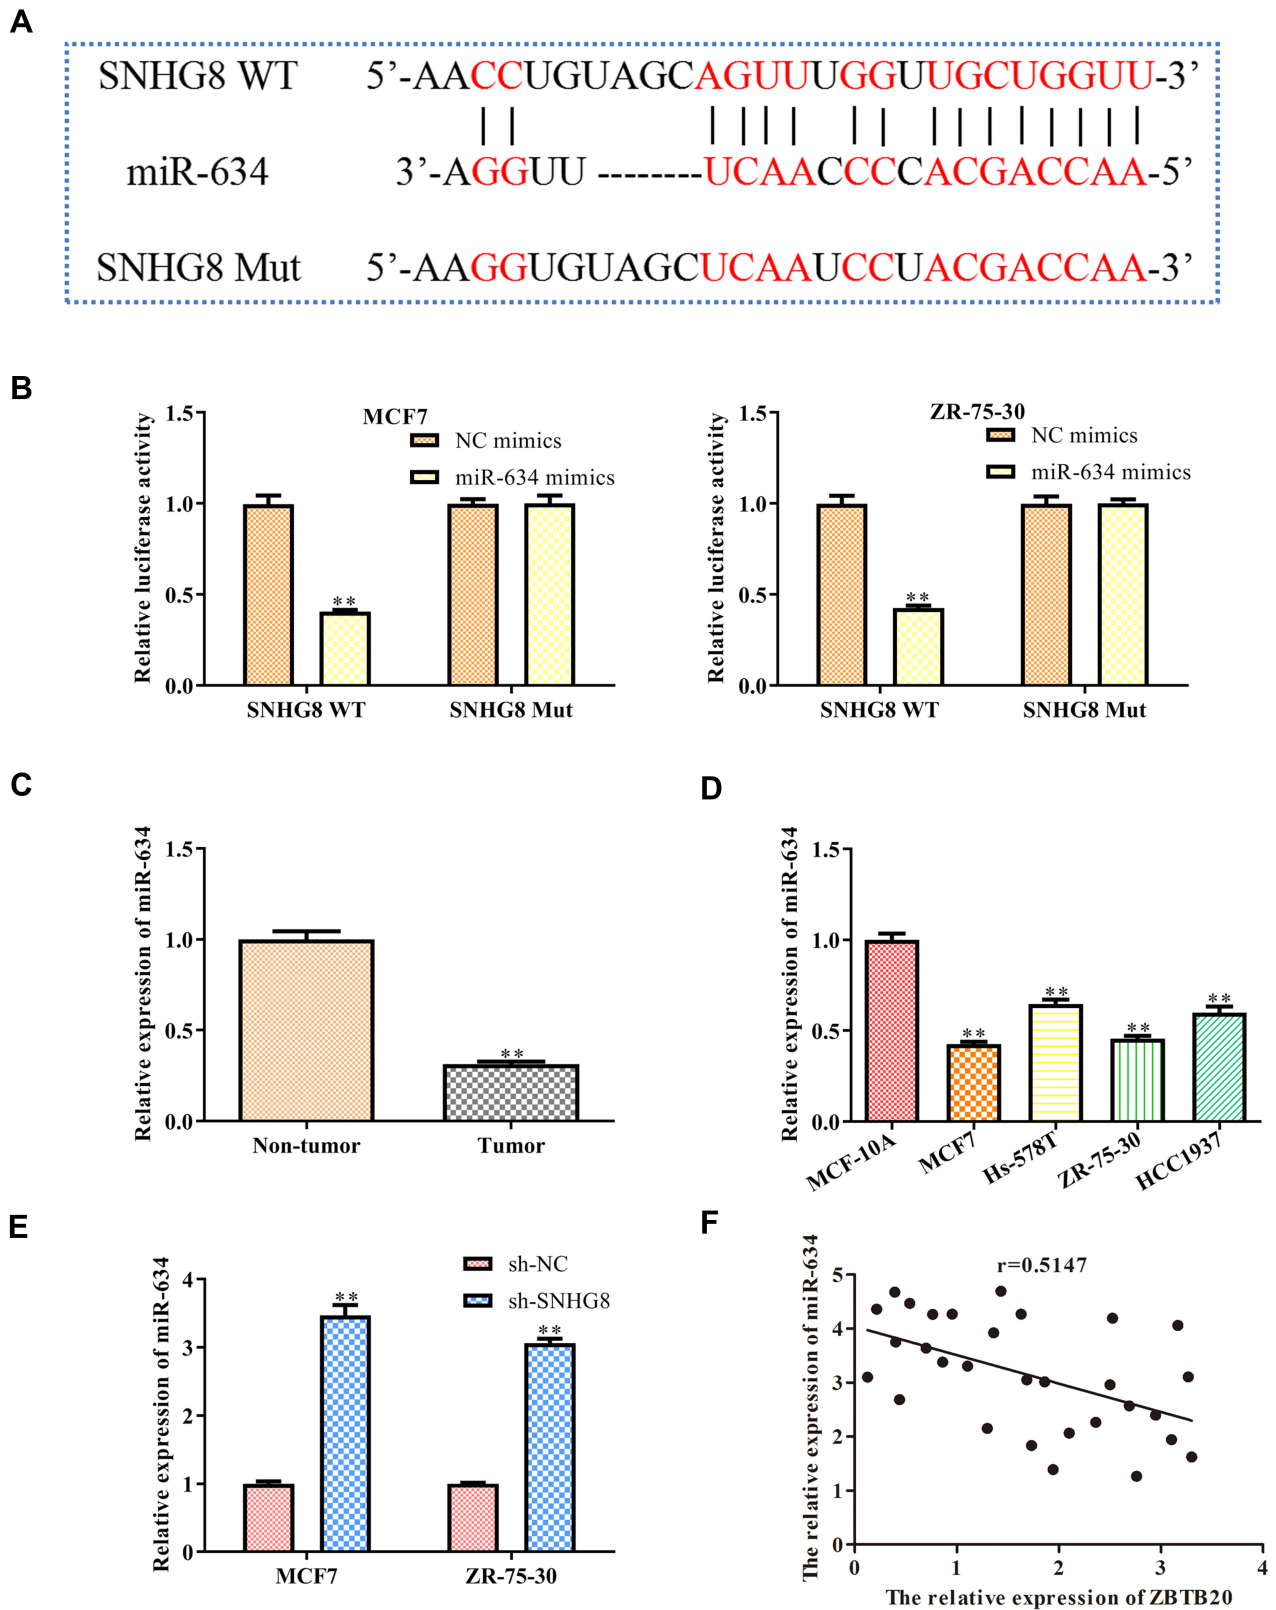 A
SNHG8 WT 5’-AACCUGUAGCAGUUUGGUUGCUGGUU-3’
miR-634 3’-AGGUU --------UCAACCCCACGACCAA-5’
SNHG8 Mut 5’-AAGGUGUAGCUCAAUCCUACGACCAA-3’
B
MCF7
NC mimics
miR-634 mimics
Relative luciferase activity
1.5
1.0
0.5
0.0
**
SNHG8 WT SNHG8 Mut
ZR-75-30
NC mimics
miR-634 mimics
Relative luciferase activity
1.5
1.0
0.5
0.0
**
SNHG8 WT SNHG8 Mut
C
Relative expression of miR-634
1.5
1.0
0.5
0.0
**
Non-tumor Tumor
D
Relative expression of miR-634
1.5
1.0
0.5
0.0
** ** ** **
MCF-10A MCF7 Hs-578T ZR-75-30 HCC1937
E
Relative expression of miR-634
sh-NC
sh-SNHG8
4
3
2
1
0
** **
MCF7 ZR-75-30
F
The relative expression of miR-634
r=0.5147
5
4
3
2
1
0
0 1 2 3 4
The relative expression of ZBTB20